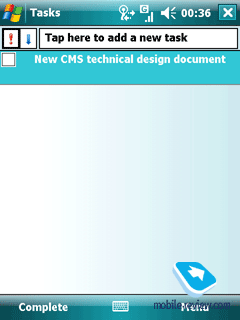 Tasks
G
00:36
Tap here to add a new task
New CMS technical design document
Complete
Menu
mobile-review.com